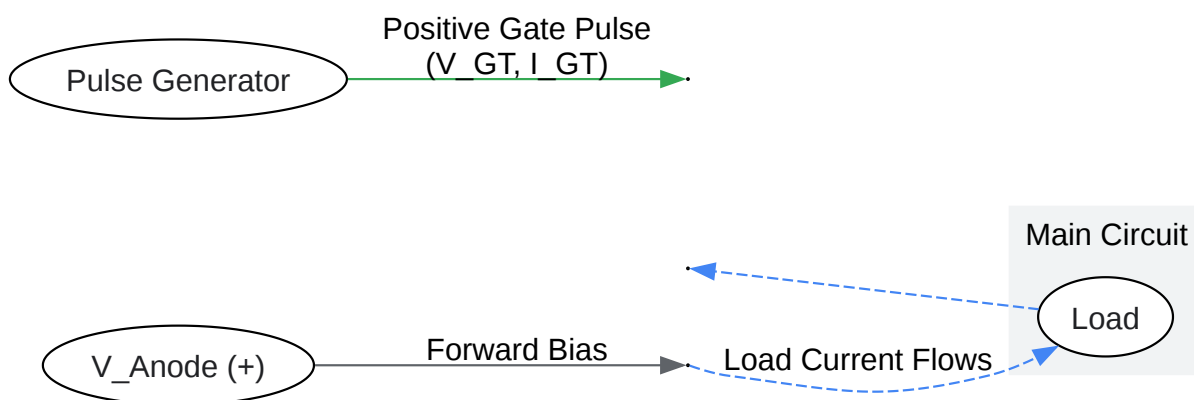 Positive Gate Pulse
(V_GT, I_GT)
Pulse Generator
Main Circuit
Load
Forward Bias
Load Current Flows
V_Anode (+)